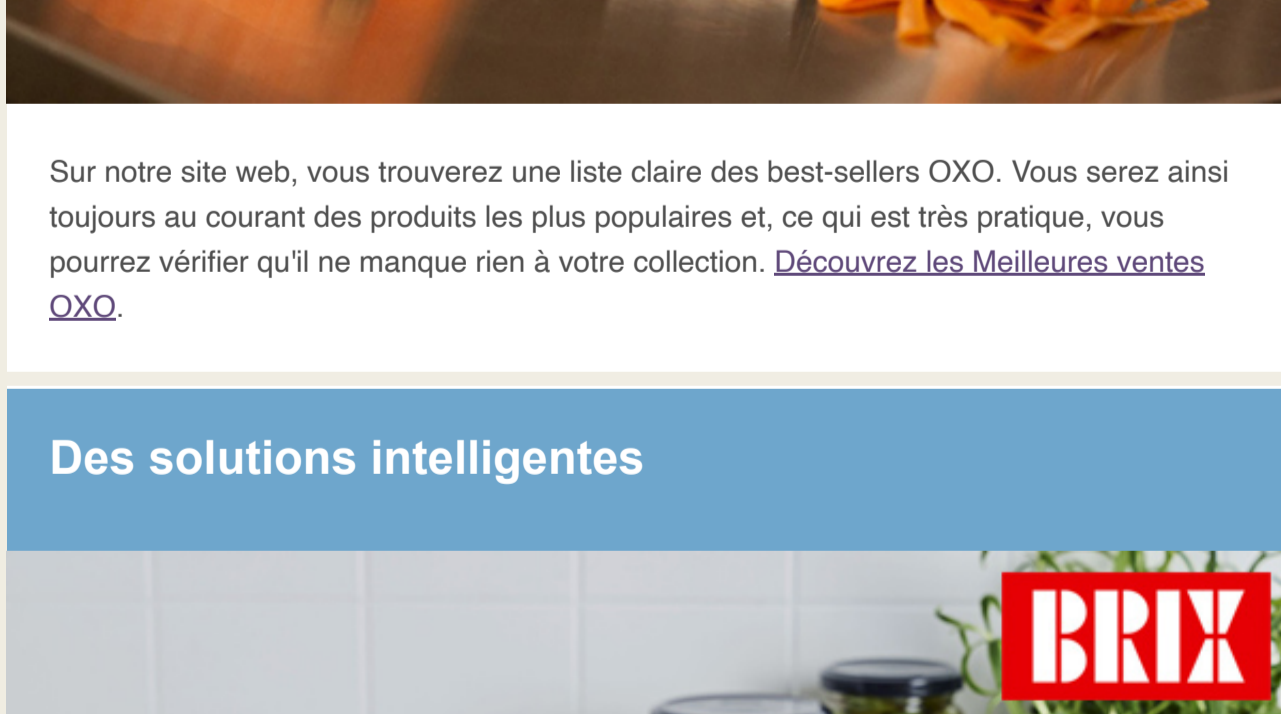 Sur notre site web, vous trouverez une liste claire des best-sellers OXO. Vous serez ainsi
toujours au courant des produits les plus populaires et, ce qui est très pratique, vous
pourrez vérifier qu'il ne manque rien à votre collection. Découvrez les Meilleures ventes
OXO.
Des solutions intelligentes
BRIX